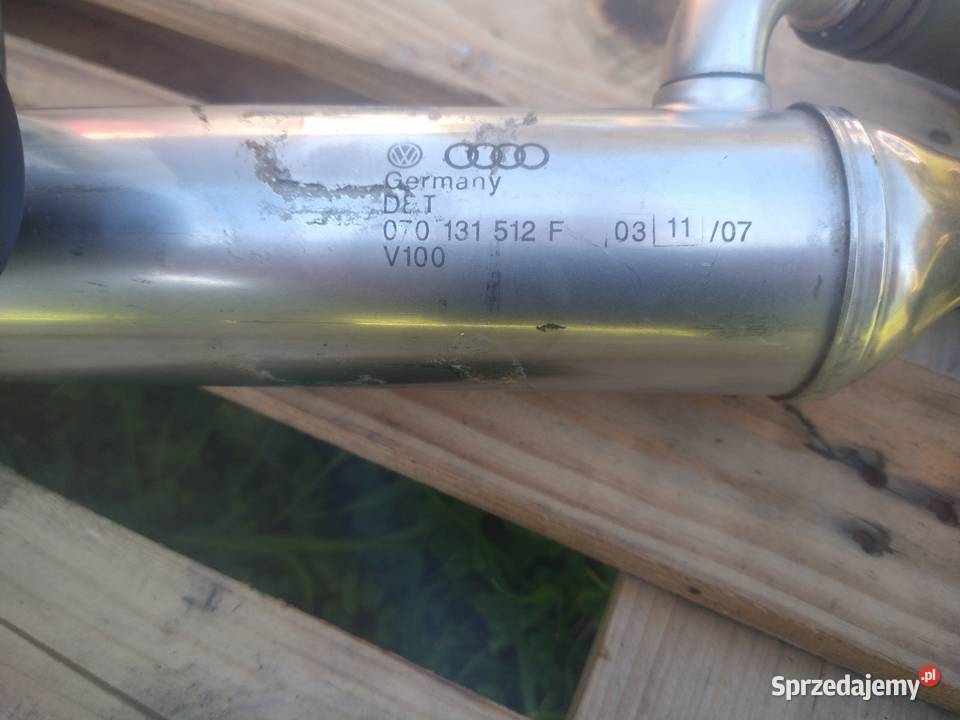 Germany
D&T
070 131 512 F 03 11 /07
V100
Sprzedajemy.pl